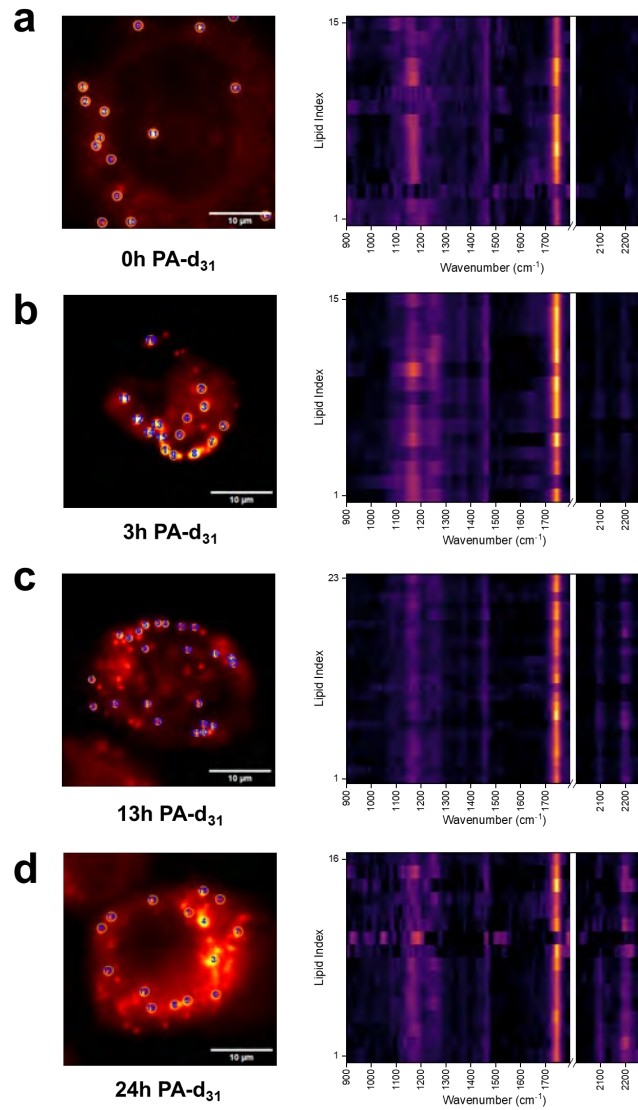 a
10 µm
0h PA-d31
15
Lipid Index
1
900 1000 1100 1200 1300 1400 1500 1600 1700 2100 2200
Wavenumber (cm-1)
b
10 µm
3h PA-d31
15
Lipid Index
1
900 1000 1100 1200 1300 1400 1500 1600 1700 2100 2200
Wavenumber (cm-1)
c
10 µm
13h PA-d31
23
Lipid Index
1
900 1000 1100 1200 1300 1400 1500 1600 1700 2100 2200
Wavenumber (cm-1)
d
10 µm
24h PA-d31
16
Lipid Index
1
900 1000 1100 1200 1300 1400 1500 1600 1700 2100 2200
Wavenumber (cm-1)